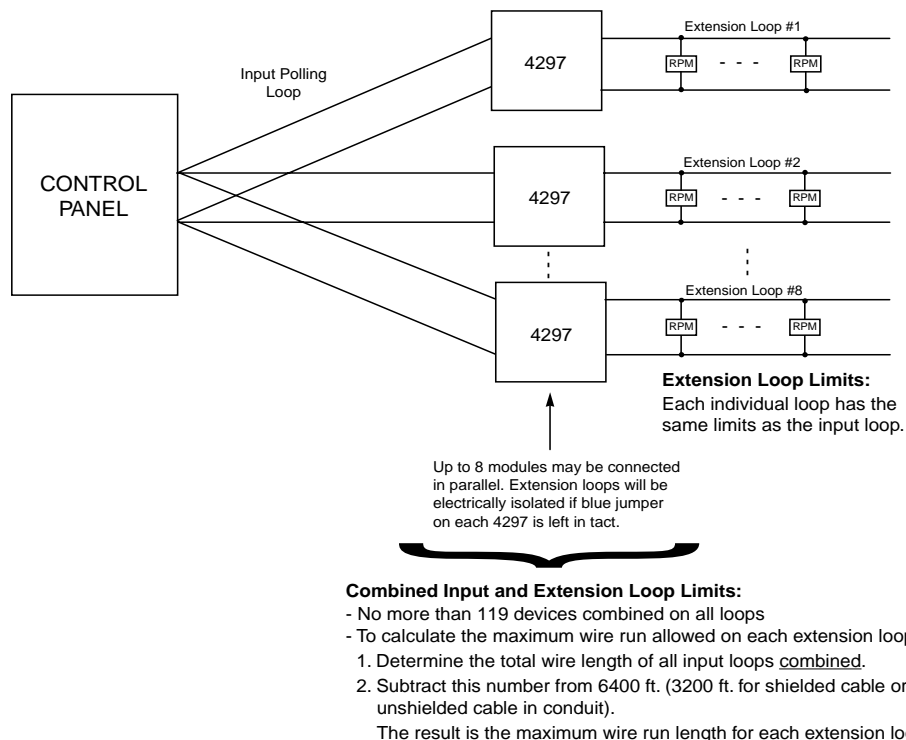 Extension Loop #1
4297
RPM - - - RPM
Input Polling
Loop
CONTROL
PANEL
Extension Loop #2
4297
RPM - - - RPM
Extension Loop #8
4297
RPM - - - RPM
Extension Loop Limits:
Each individual loop has the
same limits as the input loop.
Up to 8 modules may be connected
in parallel. Extension loops will be
electrically isolated if blue jumper
on each 4297 is left in tact.
Combined Input and Extension Loop Limits:
- No more than 119 devices combined on all loops
- To calculate the maximum wire run allowed on each extension loop
1. Determine the total wire length of all input loops combined.
2. Subtract this number from 6400 ft. (3200 ft. for shielded cable or
unshielded cable in conduit).
The result is the maximum wire run length for each extension loo